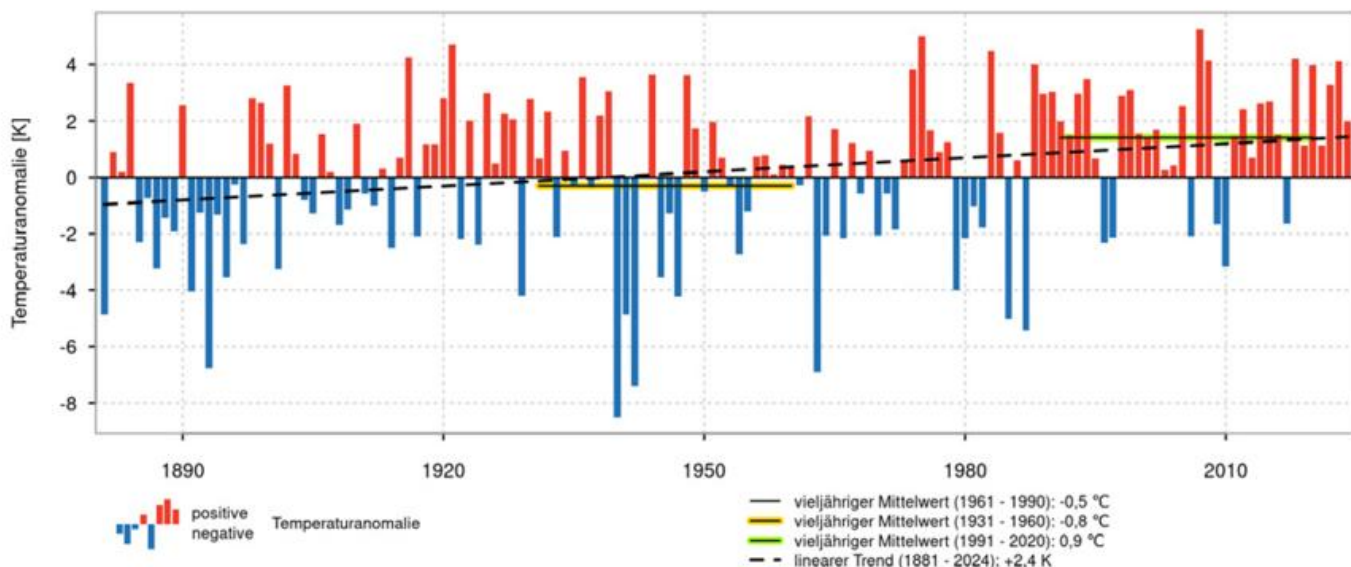 Temperaturanomalie [K]
4
2
0
-2
-4
-6
-8
1890
1920
1950
1980
2010
positive
negative
Temperaturanomalie
vieljähriger Mittelwert (1961 - 1990): -0,5 °C
vieljähriger Mittelwert (1931 - 1960): -0,8 °C
vieljähriger Mittelwert (1991 - 2020): 0,9 °C
linearer Trend (1881 - 2024): +2,4 K